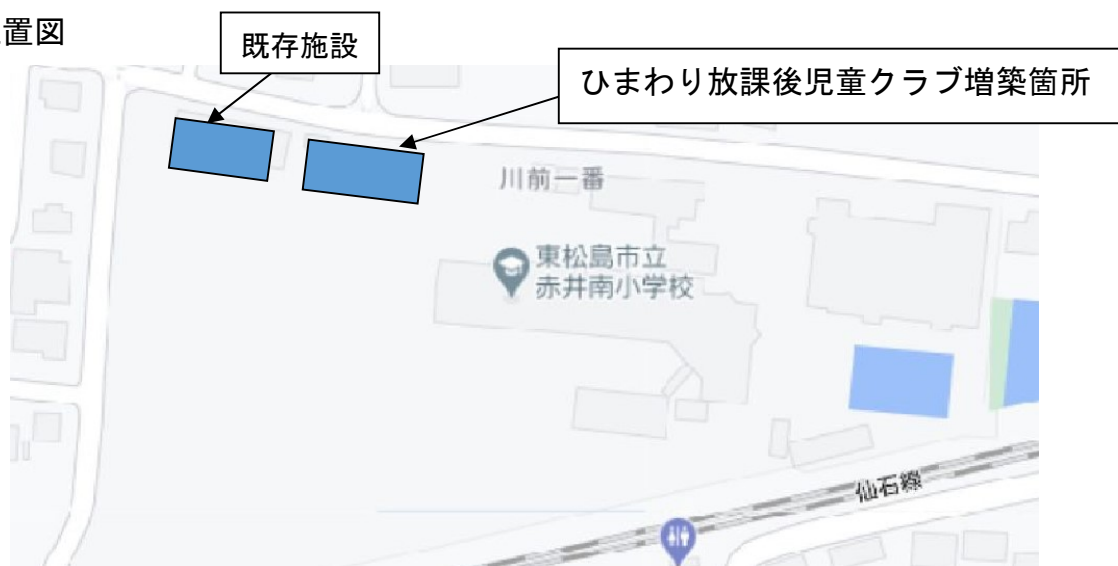 置図
既存施設
ひまわり放課後児童クラブ増築箇所
川前一番
東松島市立
赤井南小学校
仙石線